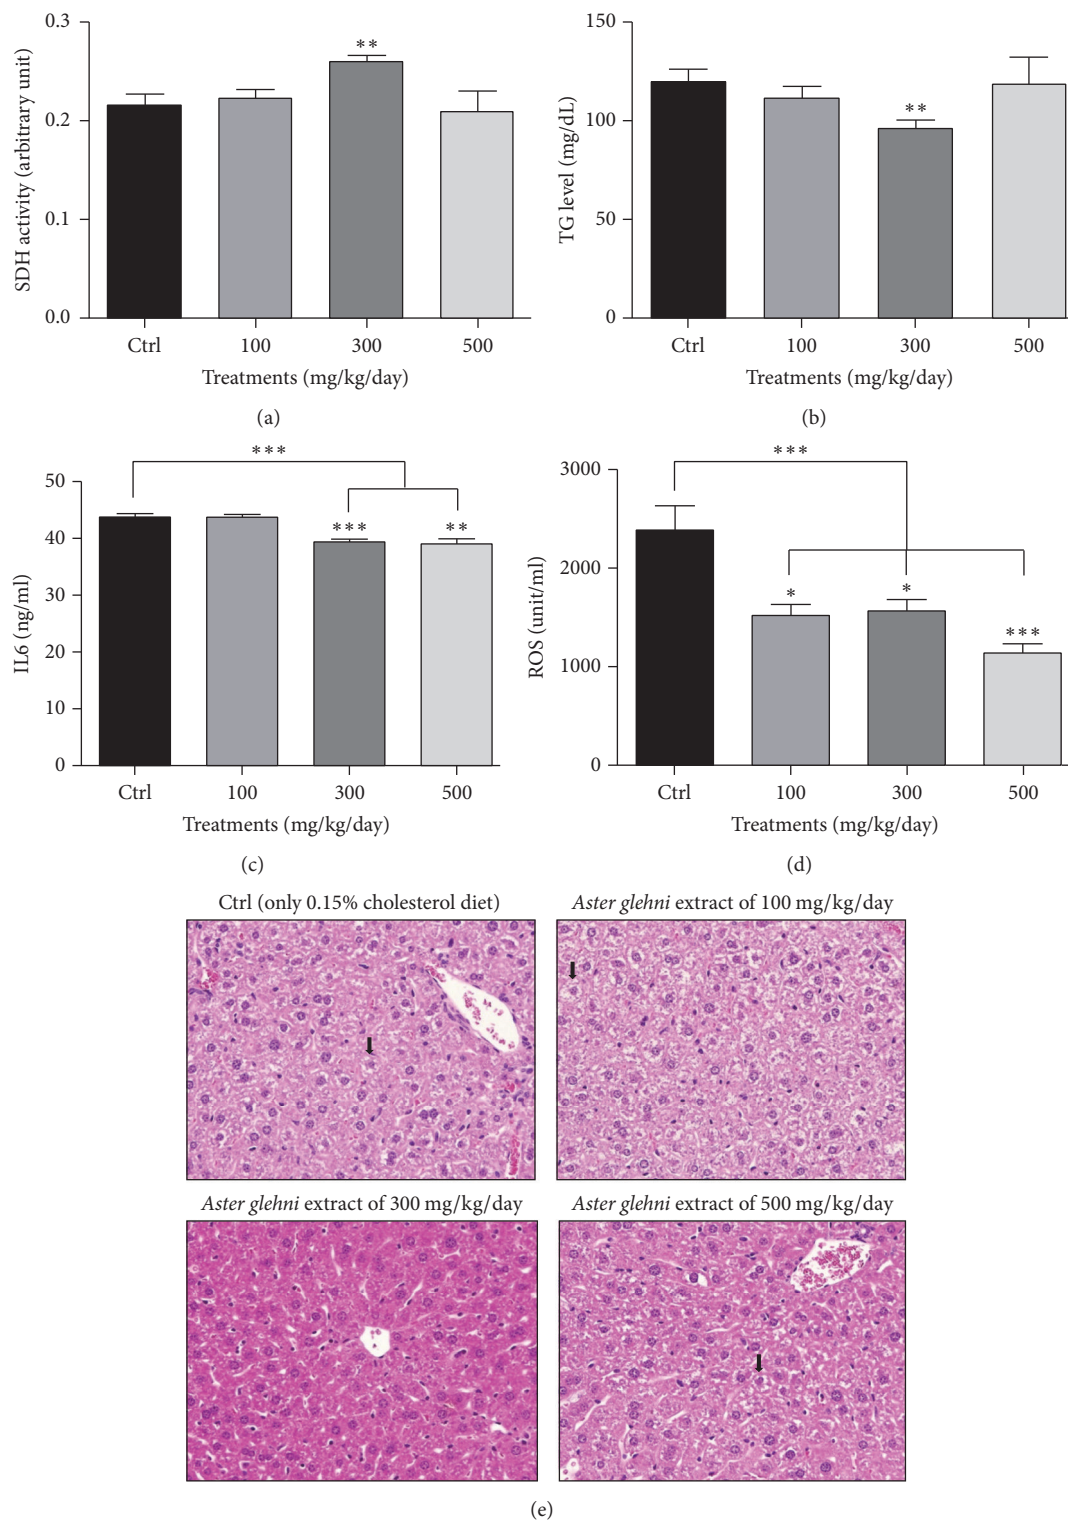 0.3
0.2
0.1
0.0
SDH activity (arbitrary unit)
**
Ctrl 100 300 500
Treatments (mg/kg/day)
(a)
150
100
50
0
TG level (mg/dL)
**
Ctrl 100 300 500
Treatments (mg/kg/day)
(b)
***
50
40
30
20
10
0
IL6 (ng/ml)
*** **
Ctrl 100 300 500
Treatments (mg/kg/day)
(c)
***
3000
2000
1000
0
ROS (unit/ml)
* * ***
Ctrl 100 300 500
Treatments (mg/kg/day)
(d)
Ctrl (only 0.15% cholesterol diet)
Aster glehni extract of 100 mg/kg/day
Aster glehni extract of 300 mg/kg/day
Aster glehni extract of 500 mg/kg/day
(e)